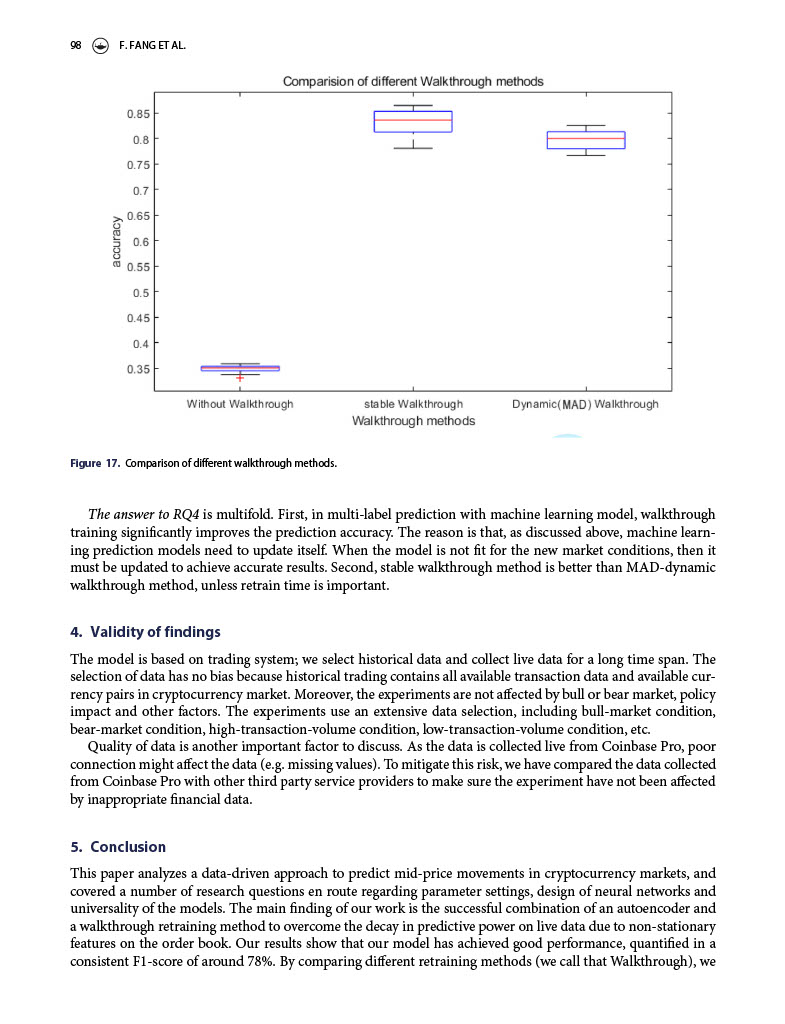 98 F. FANG ET AL.
Comparision of different Walkthrough methods
0.85
0.8
0.75
0.7
0.65
0.6
0.55
0.5
0.45
0.4
0.35
accuracy
Without Walkthrough stable Walkthrough Dynamic(MAD) Walkthrough
Walkthrough methods
Figure 17. Comparison of different walkthrough methods.
The answer to RQ4 is multifold. First, in multi-label prediction with machine learning model, walkthrough
training significantly improves the prediction accuracy. The reason is that, as discussed above, machine learn-
ing prediction models need to update itself. When the model is not fit for the new market conditions, then it
must be updated to achieve accurate results. Second, stable walkthrough method is better than MAD-dynamic
walkthrough method, unless retrain time is important.
4. Validity of findings
The model is based on trading system; we select historical data and collect live data for a long time span. The
selection of data has no bias because historical trading contains all available transaction data and available cur-
rency pairs in cryptocurrency market. Moreover, the experiments are not affected by bull or bear market, policy
impact and other factors. The experiments use an extensive data selection, including bull-market condition,
bear-market condition, high-transaction-volume condition, low-transaction-volume condition, etc.
Quality of data is another important factor to discuss. As the data is collected live from Coinbase Pro, poor
connection might affect the data (e.g. missing values). To mitigate this risk, we have compared the data collected
from Coinbase Pro with other third party service providers to make sure the experiment have not been affected
by inappropriate financial data.
5. Conclusion
This paper analyzes a data-driven approach to predict mid-price movements in cryptocurrency markets, and
covered a number of research questions en route regarding parameter settings, design of neural networks and
universality of the models. The main finding of our work is the successful combination of an autoencoder and
a walkthrough retraining method to overcome the decay in predictive power on live data due to non-stationary
features on the order book. Our results show that our model has achieved good performance, quantified in a
consistent F1-score of around 78%. By comparing different retraining methods (we call that Walkthrough), we